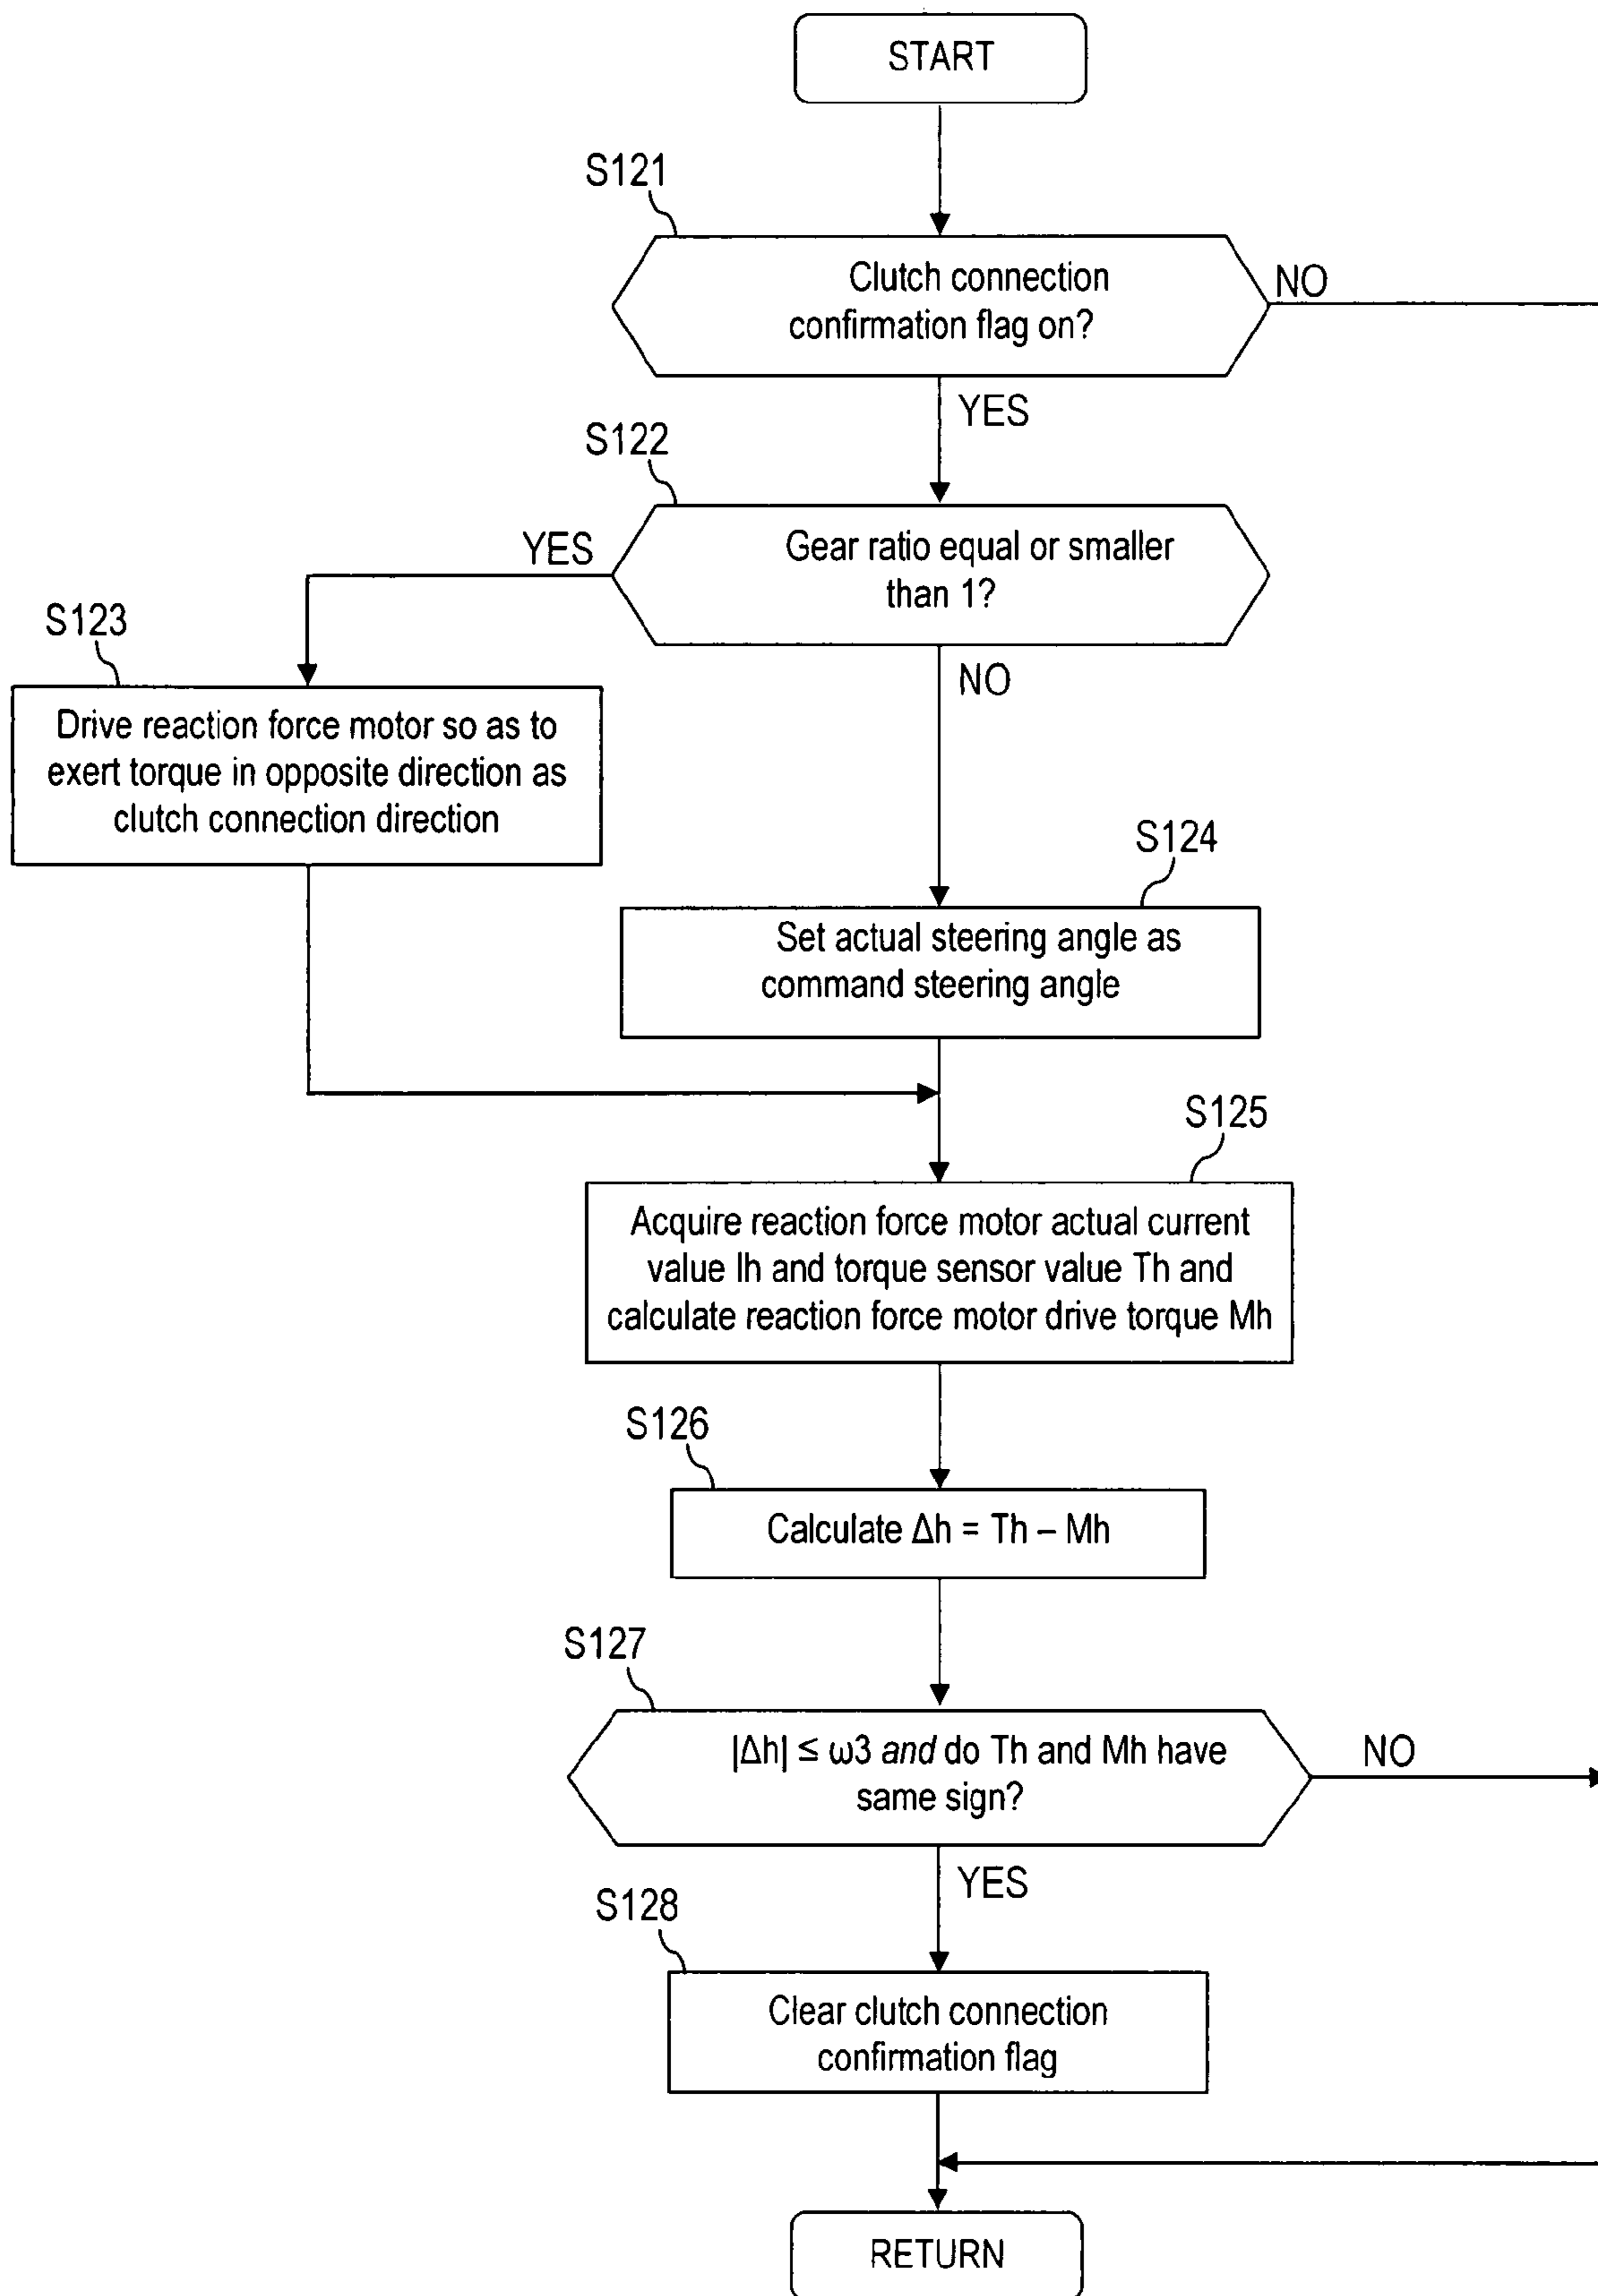 START
S121
Clutch connection
confirmation flag on?
NO
YES
S122
Gear ratio equal or smaller
than 1?
YES
NO
S123
Drive reaction force motor so as to
exert torque in opposite direction as
clutch connection direction
S124
Set actual steering angle as
command steering angle
S125
Acquire reaction force motor actual current
value Ih and torque sensor value Th and
calculate reaction force motor drive torque Mh
S126
Calculate Δh = Th – Mh
S127
|Δh| ≤ ω3 and do Th and Mh have
same sign?
NO
YES
S128
Clear clutch connection
confirmation flag
RETURN